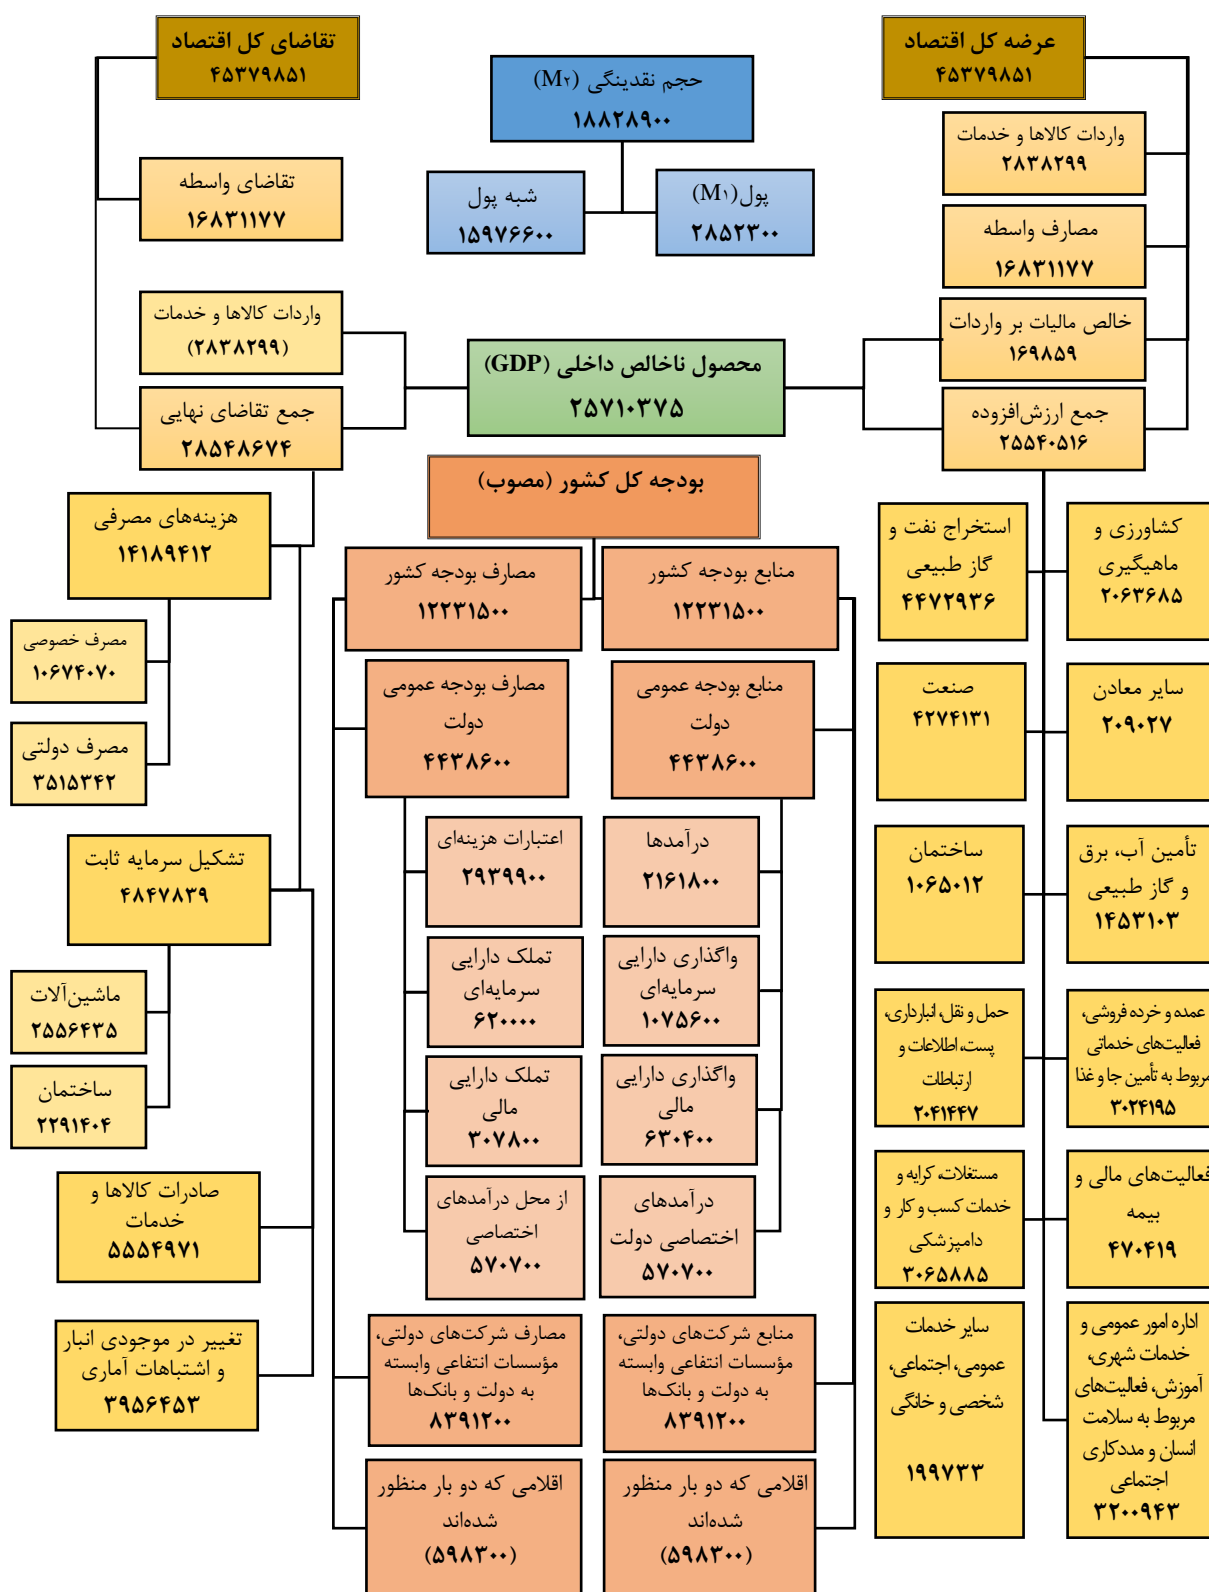 عرضه کل اقتصاد
۴۵۳۷۹۸۵۱
واردات کالاها و خدمات
۲۸۳۸۲۹۹
مصارف واسطه
۱۶۸۳۱۱۷۷
خالص مالیات بر واردات
۱۶۹۸۵۹
جمع ارزش‌افزوده
۲۵۵۴۰۵۱۶
کشاورزی و
ماهیگیری
۲۰۶۳۶۸۵
استخراج نفت و
گاز طبیعی
۴۴۷۲۹۳۶
سایر معادن
۲۰۹۰۲۷
صنعت
۴۲۷۴۱۳۱
تأمین آب، برق
و گاز طبیعی
۱۴۵۳۱۰۳
ساختمان
۱۰۶۵۰۱۲
عمده و خرده فروشی،
فعالیت‌های خدماتی
مربوط به تأمین جا و غذا
۳۰۲۴۱۹۵
حمل و نقل، انبارداری،
پست، اطلاعات و
ارتباطات
۲۰۴۱۴۴۷
فعالیت‌های مالی و
بیمه
۴۷۰۴۱۹
مستغلات، کرایه و
خدمات کسب و کار و
دامپزشکی
۳۰۶۵۸۸۵
اداره امور عمومی و
خدمات شهری،
آموزش، فعالیت‌های
مربوط به سلامت
انسان و مددکاری
اجتماعی
۳۲۰۰۹۴۳
سایر خدمات
عمومی، اجتماعی،
شخصی و خانگی
۱۹۹۷۳۳
حجم نقدینگی (M۲)
۱۸۸۲۸۹۰۰
پول(M۱)
۲۸۵۲۳۰۰
شبه پول
۱۵۹۷۶۶۰۰
محصول ناخالص داخلی (GDP)
۲۵۷۱۰۳۷۵
بودجه کل کشور (مصوب)
منابع بودجه کشور
۱۲۲۳۱۵۰۰
منابع بودجه عمومی
دولت
۴۴۳۸۶۰۰
درآمدها
۲۱۶۱۸۰۰
واگذاری دارایی
سرمایه‌ای
۱۰۷۵۶۰۰
واگذاری دارایی
مالی
۶۳۰۴۰۰
درآمدهای
اختصاصی دولت
۵۷۰۷۰۰
منابع شرکت‌های دولتی،
مؤسسات انتفاعی وابسته
به دولت و بانک‌ها
۸۳۹۱۲۰۰
اقلامی که دو بار منظور
شده‌اند
(۵۹۸۳۰۰)
مصارف بودجه کشور
۱۲۲۳۱۵۰۰
مصارف بودجه عمومی
دولت
۴۴۳۸۶۰۰
اعتبارات هزینه‌ای
۲۹۳۹۹۰۰
تملک دارایی
سرمایه‌ای
۶۲۰۰۰۰
تملک دارایی
مالی
۳۰۷۸۰۰
از محل درآمدهای
اختصاصی
۵۷۰۷۰۰
مصارف شرکت‌های دولتی،
مؤسسات انتفاعی وابسته
به دولت و بانک‌ها
۸۳۹۱۲۰۰
اقلامی که دو بار منظور
شده‌اند
(۵۹۸۳۰۰)
تقاضای کل اقتصاد
۴۵۳۷۹۸۵۱
تقاضای واسطه
۱۶۸۳۱۱۷۷
واردات کالاها و خدمات
(۲۸۳۸۲۹۹)
جمع تقاضای نهایی
۲۸۵۴۸۶۷۴
هزینه‌های مصرفی
۱۴۱۸۹۴۱۲
مصرف خصوصی
۱۰۶۷۴۰۷۰
مصرف دولتی
۳۵۱۵۳۴۲
تشکیل سرمایه ثابت
۴۸۴۷۸۳۹
ماشین‌آلات
۲۵۵۶۴۳۵
ساختمان
۲۲۹۱۴۰۴
صادرات کالاها و
خدمات
۵۵۵۴۹۷۱
تغییر در موجودی انبار
و اشتباهات آماری
۳۹۵۶۴۵۳